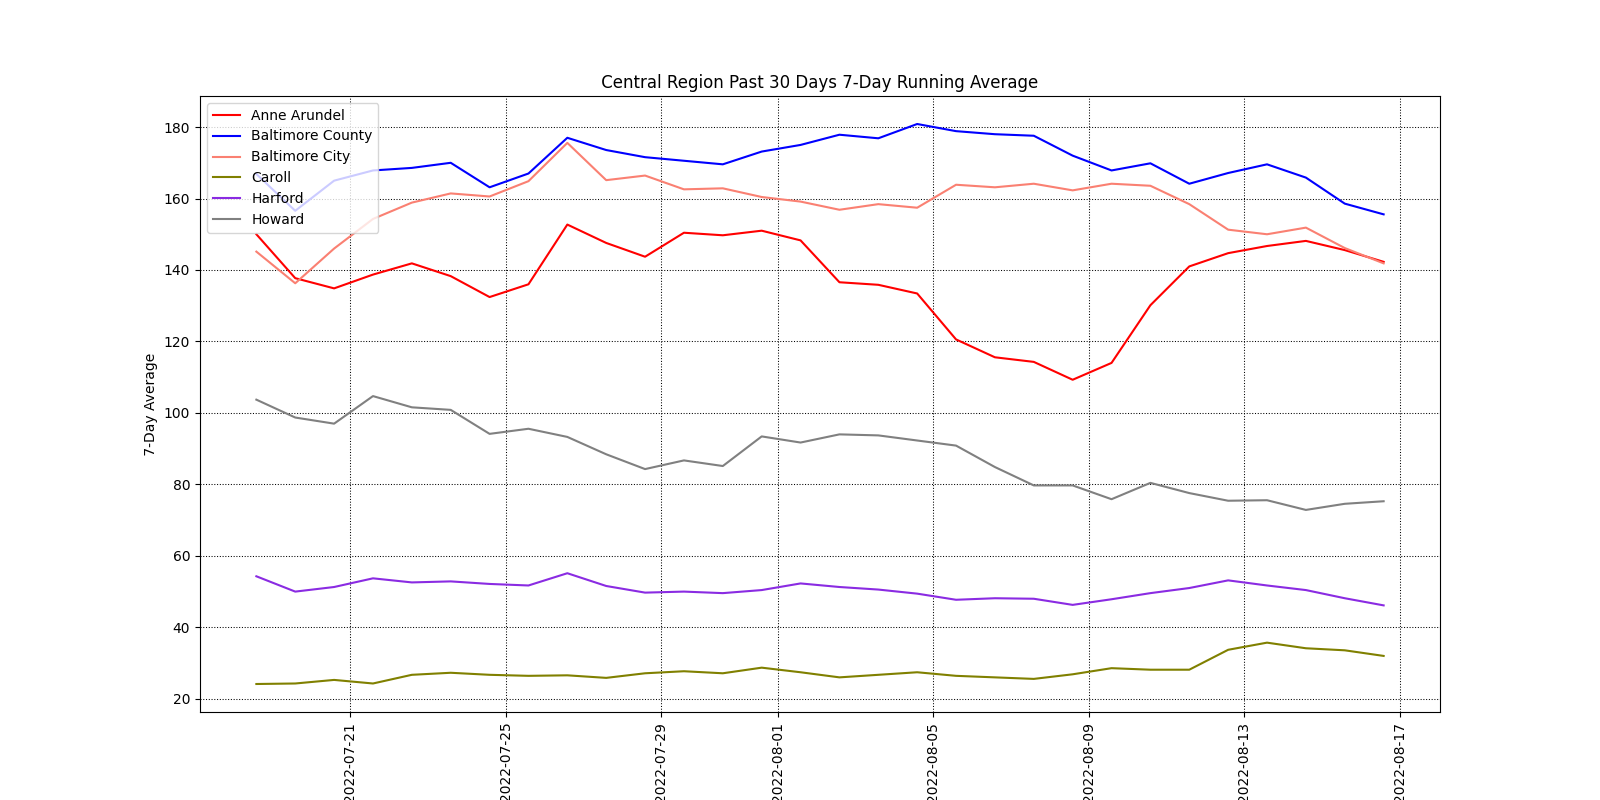 Central Region Past 30 Days 7-Day Running Average
Anne Arundel
Baltimore County
Baltimore City
Caroll
Harford
Howard
7-Day Average
180
160
140
120
100
80
60
40
20
2022-07-21
2022-07-25
2022-07-29
2022-08-01
2022-08-05
2022-08-09
2022-08-13
2022-08-17